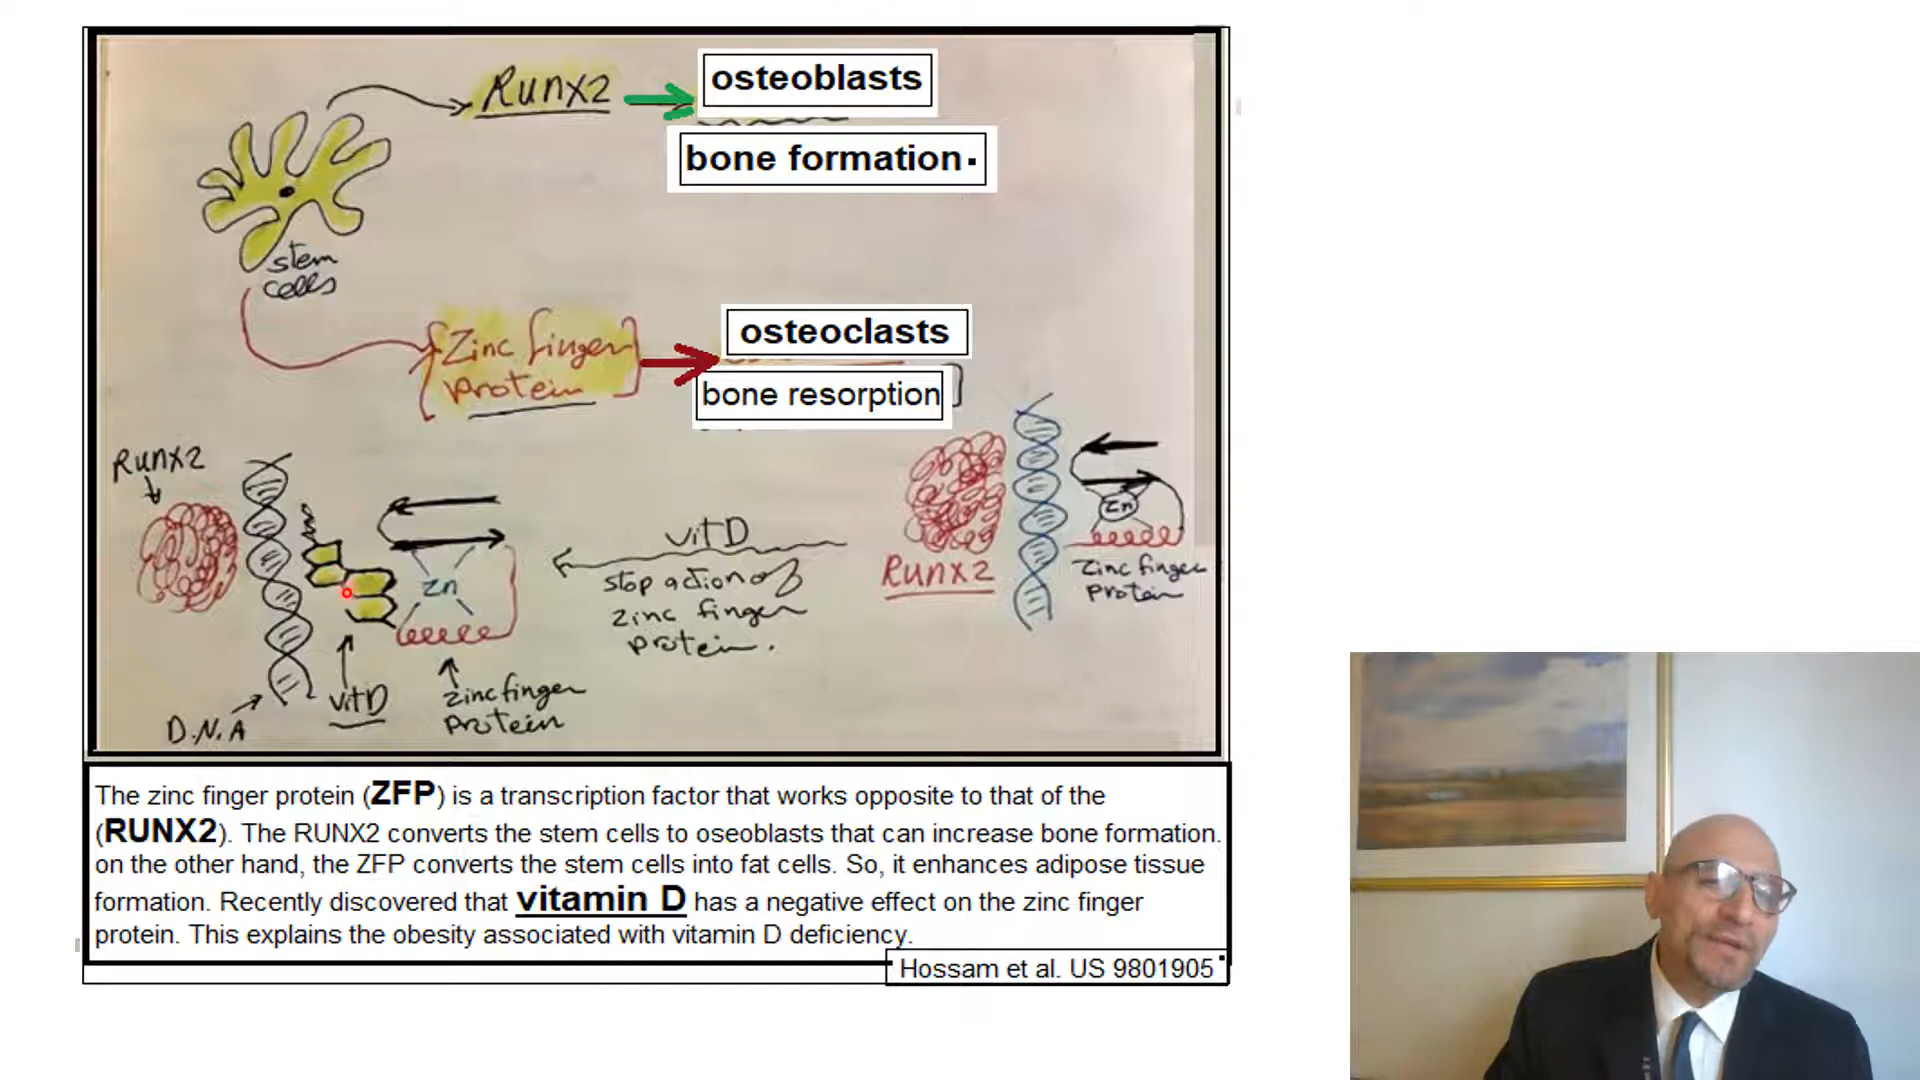 Runx2
osteoblasts
bone formation
stem
cells
Zinc finger
protein
osteoclasts
bone resorption
Runx2
vit D
stop action of
zinc finger
protein.
Runx2
Zn
Zinc finger
protein
Zn
D.N.A
vit D
zinc finger
protein
The zinc finger protein (ZFP) is a transcription factor that works opposite to that of the
(RUNX2). The RUNX2 converts the stem cells to oseoblasts that can increase bone formation.
on the other hand, the ZFP converts the stem cells into fat cells. So, it enhances adipose tissue
formation. Recently discovered that vitamin D has a negative effect on the zinc finger
protein. This explains the obesity associated with vitamin D deficiency.
Hossam et al. US 9801905